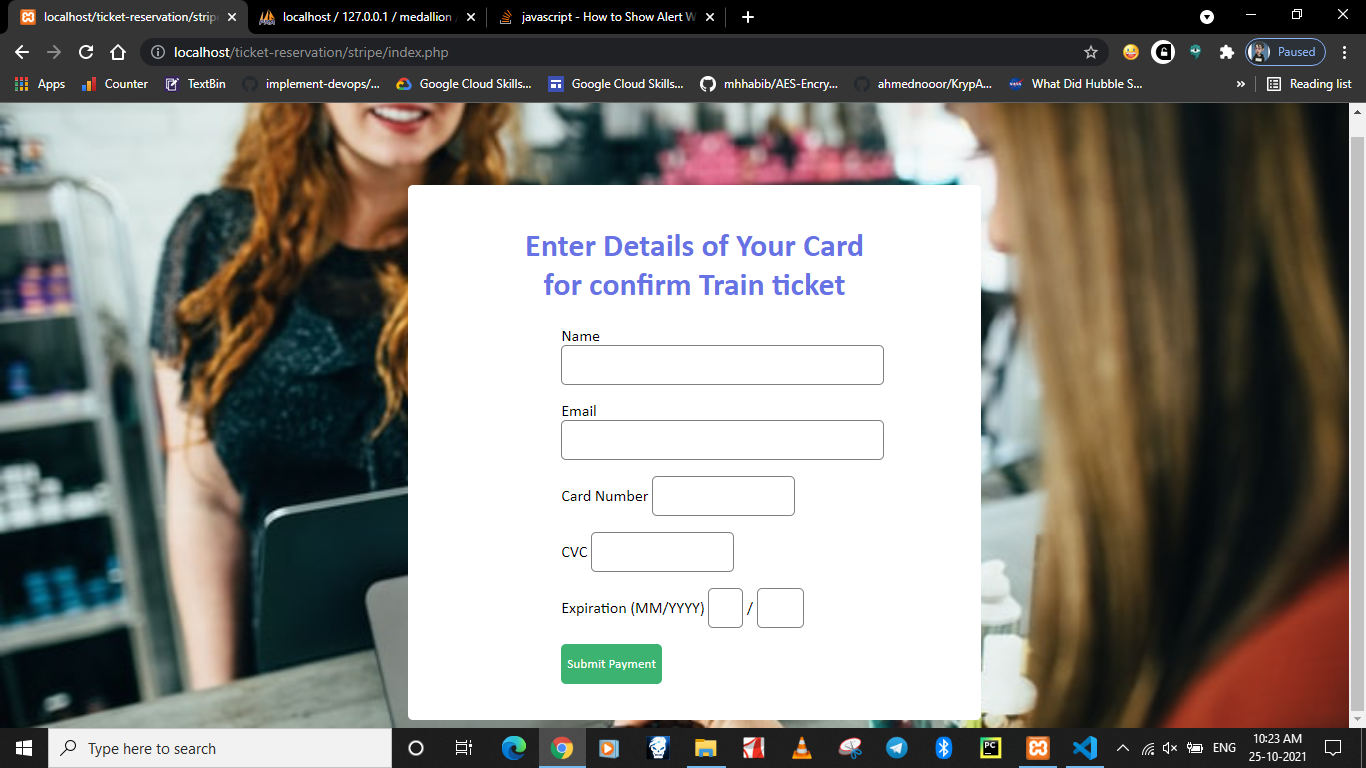 localhost/ticket-reservation/strip
localhost / 127.0.0.1 / medallion
javascript - How to Show Alert W
localhost/ticket-reservation/stripe/index.php
Paused
Apps
Counter
TextBin
implement-devops/...
Google Cloud Skills...
Google Cloud Skills...
mhhabib/AES-Encry...
ahmednooor/KrypA...
What Did Hubble S...
»
Reading list
Enter Details of Your Card
for confirm Train ticket
Name
Email
Card Number
CVC
Expiration (MM/YYYY) /
Submit Payment
Type here to search
PC
ENG
10:23 AM
25-10-2021